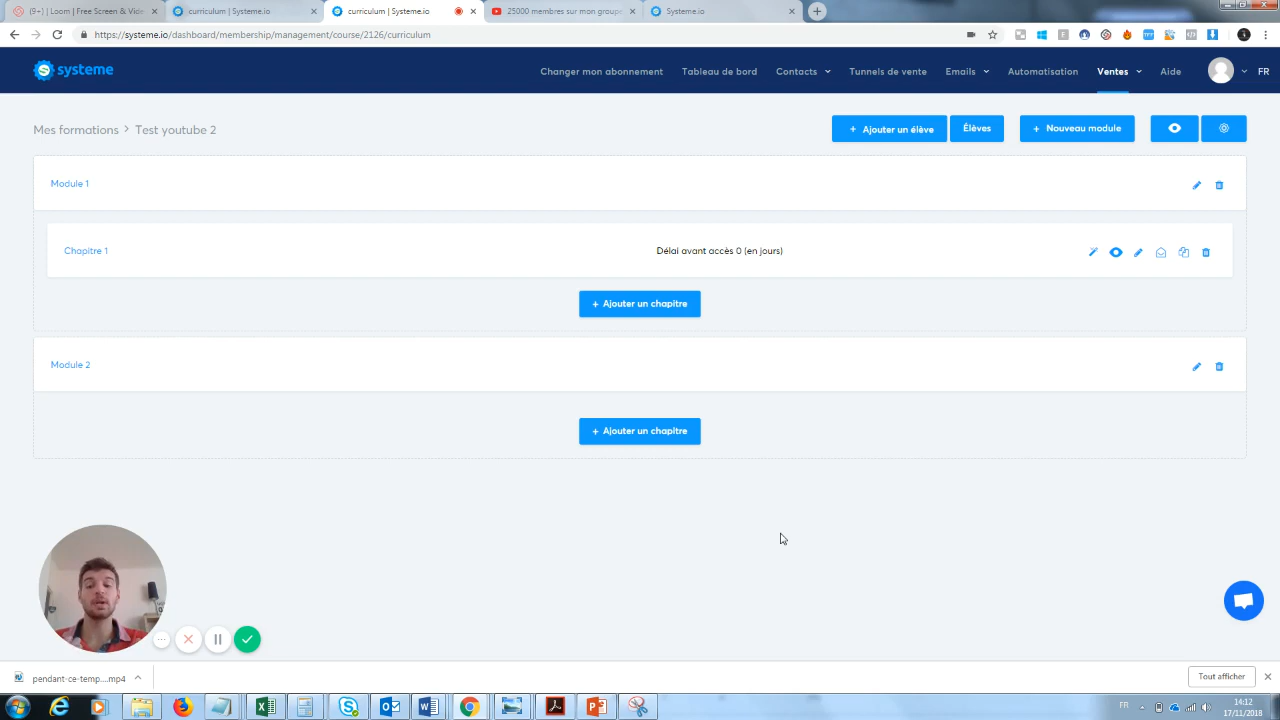 (9+) | Loom | Free Screen & Vide
curriculum | Systeme.io
curriculum | Systeme.io
25000 membres sur mon group
Systeme.io
https://systeme.io/dashboard/membership/management/course/2126/curriculum
systeme
Changer mon abonnement
Tableau de bord
Contacts
Tunnels de vente
Emails
Automatisation
Ventes
Aide
FR
Mes formations > Test youtube 2
+ Ajouter un élève
Élèves
+ Nouveau module
Module 1
Chapitre 1
Délai avant accès 0 (en jours)
+ Ajouter un chapitre
Module 2
+ Ajouter un chapitre
pendant-ce-temp....mp4
Tout afficher
FR
14:12
17/11/2018